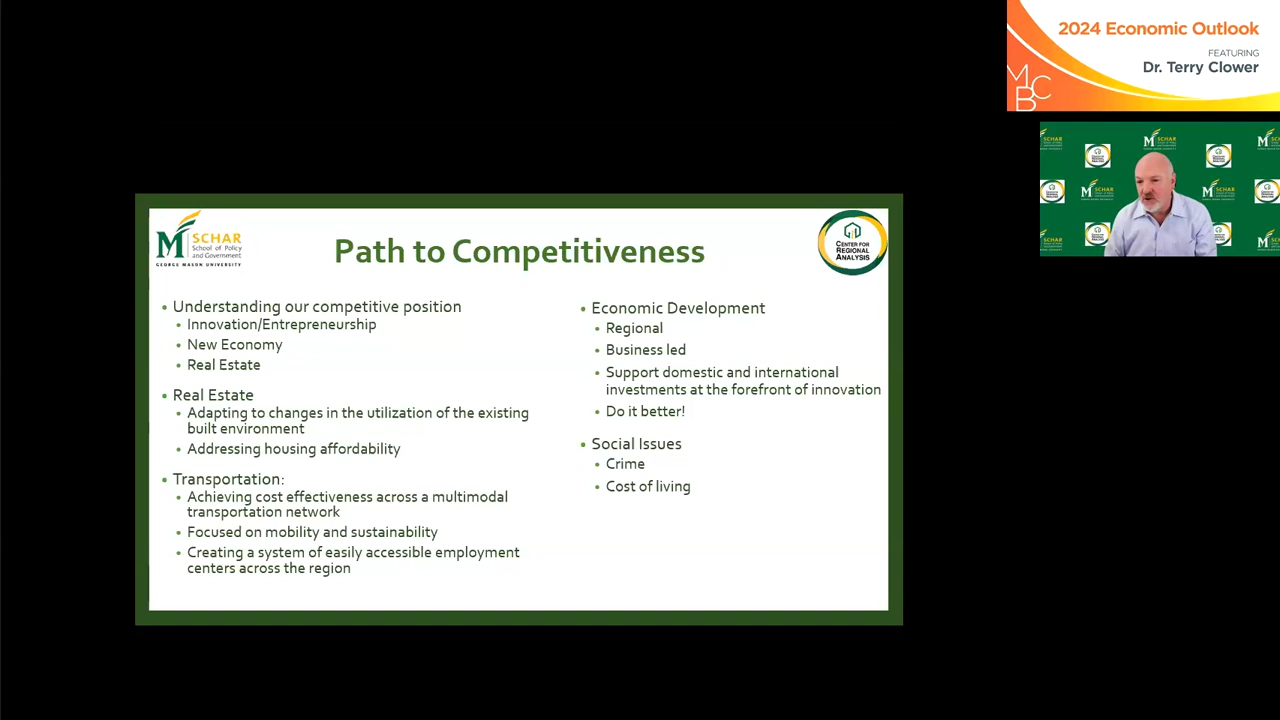 2024 Economic Outlook
FEATURING
Dr. Terry Clower
MCB
M SCHAR
School of Policy
and Government
GEORGE MASON UNIVERSITY
Path to Competitiveness
CENTER FOR
REGIONAL
ANALYSIS
• Understanding our competitive position
• Innovation/Entrepreneurship
• New Economy
• Real Estate
• Real Estate
• Adapting to changes in the utilization of the existing
built environment
• Addressing housing affordability
• Transportation:
• Achieving cost effectiveness across a multimodal
transportation network
• Focused on mobility and sustainability
• Creating a system of easily accessible employment
centers across the region
• Economic Development
• Regional
• Business led
• Support domestic and international
investments at the forefront of innovation
• Do it better!
• Social Issues
• Crime
• Cost of living
SCHAR
SCHAR
SCHAR
SCHAR